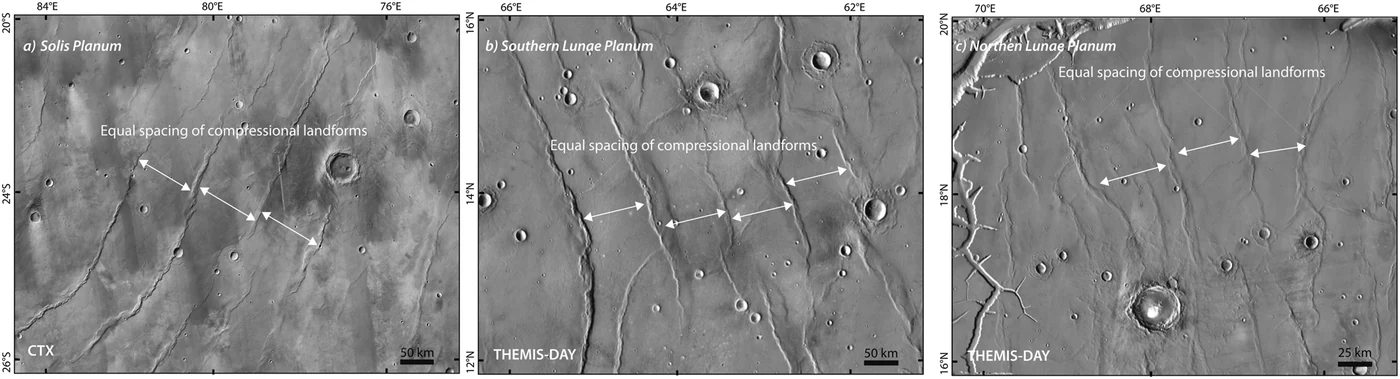 84°E
80°E
76°E
20°S
24°S
26°S
a) Solis Planum
Equal spacing of compressional landforms
CTX
50 km
66°E
64°E
62°E
16°N
14°N
12°N
b) Southern Lunae Planum
Equal spacing of compressional landforms
THEMIS-DAY
50 km
70°E
68°E
66°E
20°N
18°N
16°N
c) Northen Lunae Planum
Equal spacing of compressional landforms
THEMIS-DAY
25 km